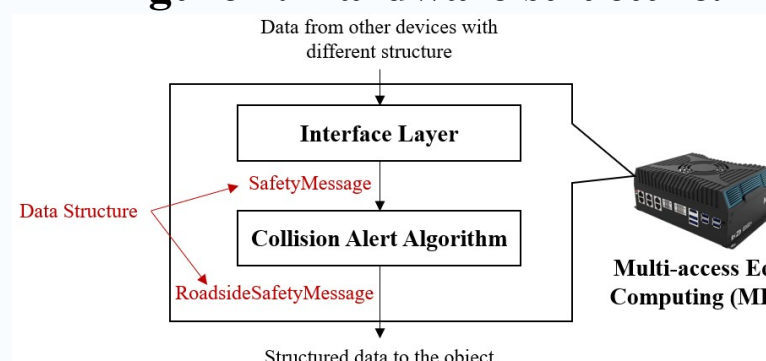 Data from other devices with
different structure
Interface Layer
SafetyMessage
Data Structure
Collision Alert Algorithm
RoadsideSafetyMessage
Multi-access
Computing
Structured data to the object